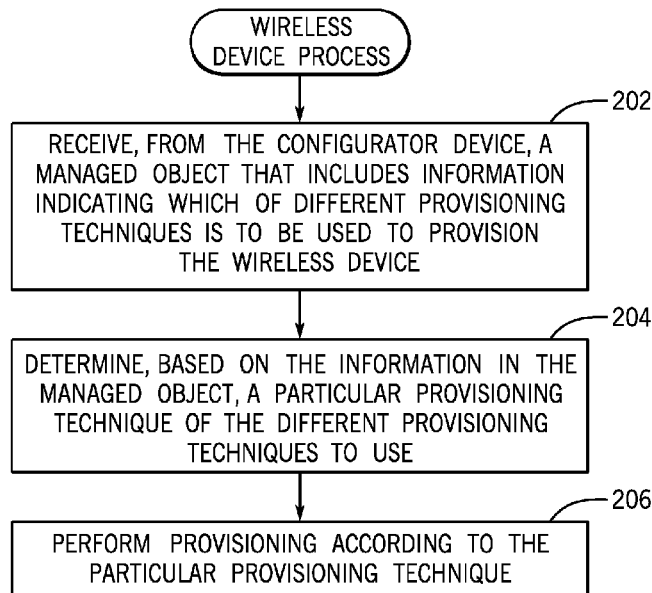 WIRELESS
DEVICE PROCESS
202
RECEIVE, FROM THE CONFIGURATOR DEVICE, A
MANAGED OBJECT THAT INCLUDES INFORMATION
INDICATING WHICH OF DIFFERENT PROVISIONING
TECHNIQUES IS TO BE USED TO PROVISION
THE WIRELESS DEVICE
204
DETERMINE, BASED ON THE INFORMATION IN THE
MANAGED OBJECT, A PARTICULAR PROVISIONING
TECHNIQUE OF THE DIFFERENT PROVISIONING
TECHNIQUES TO USE
206
PERFORM PROVISIONING ACCORDING TO THE
PARTICULAR PROVISIONING TECHNIQUE